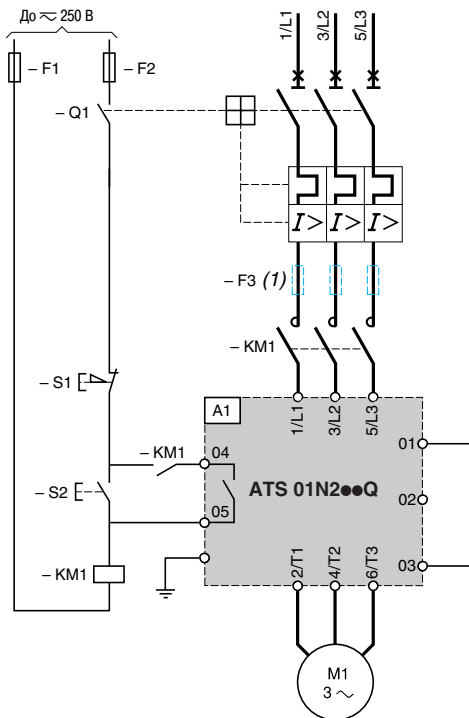 До ≂ 250 В
– F1
– F2
– Q1
1/L1
3/L2
5/L3
I>
I>
I>
– F3 (1)
– KM1
– S1
A1
1/L1
3/L2
5/L3
01
– KM1
04
ATS 01N2●●Q
02
– S2
05
– KM1
2/T1
4/T2
6/T3
03
M1
3 ~